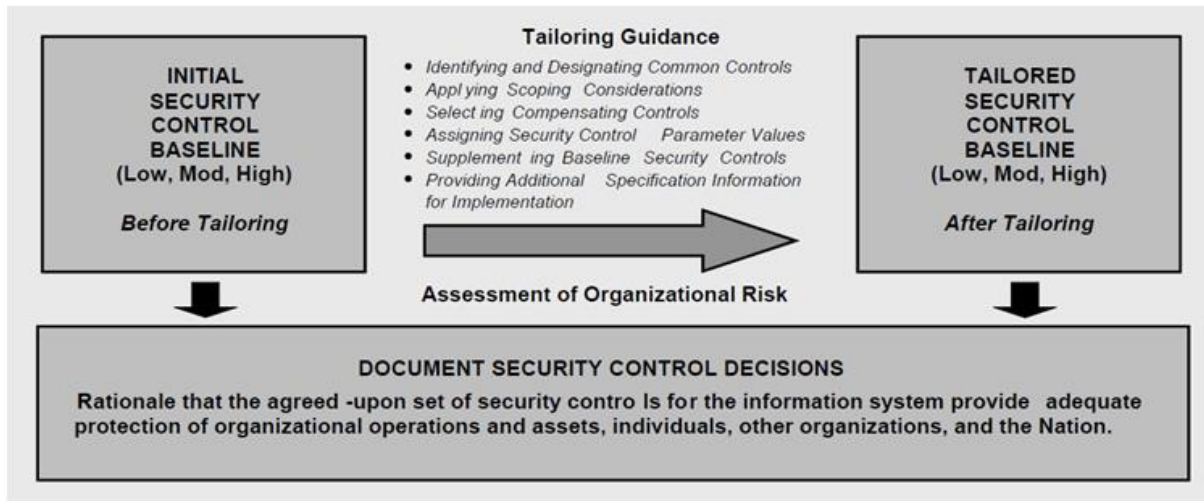 INITIAL
SECURITY
CONTROL
BASELINE
(Low, Mod, High)
Before Tailoring
Tailoring Guidance
• Identifying and Designating Common Controls
• Appl ying Scoping Considerations
• Select ing Compensating Controls
• Assigning Security Control Parameter Values
• Supplement ing Baseline Security Controls
• Providing Additional Specification Information
for Implementation
Assessment of Organizational Risk
TAILORED
SECURITY
CONTROL
BASELINE
(Low, Mod, High)
After Tailoring
DOCUMENT SECURITY CONTROL DECISIONS
Rationale that the agreed -upon set of security contro ls for the information system provide adequate
protection of organizational operations and assets, individuals, other organizations, and the Nation.